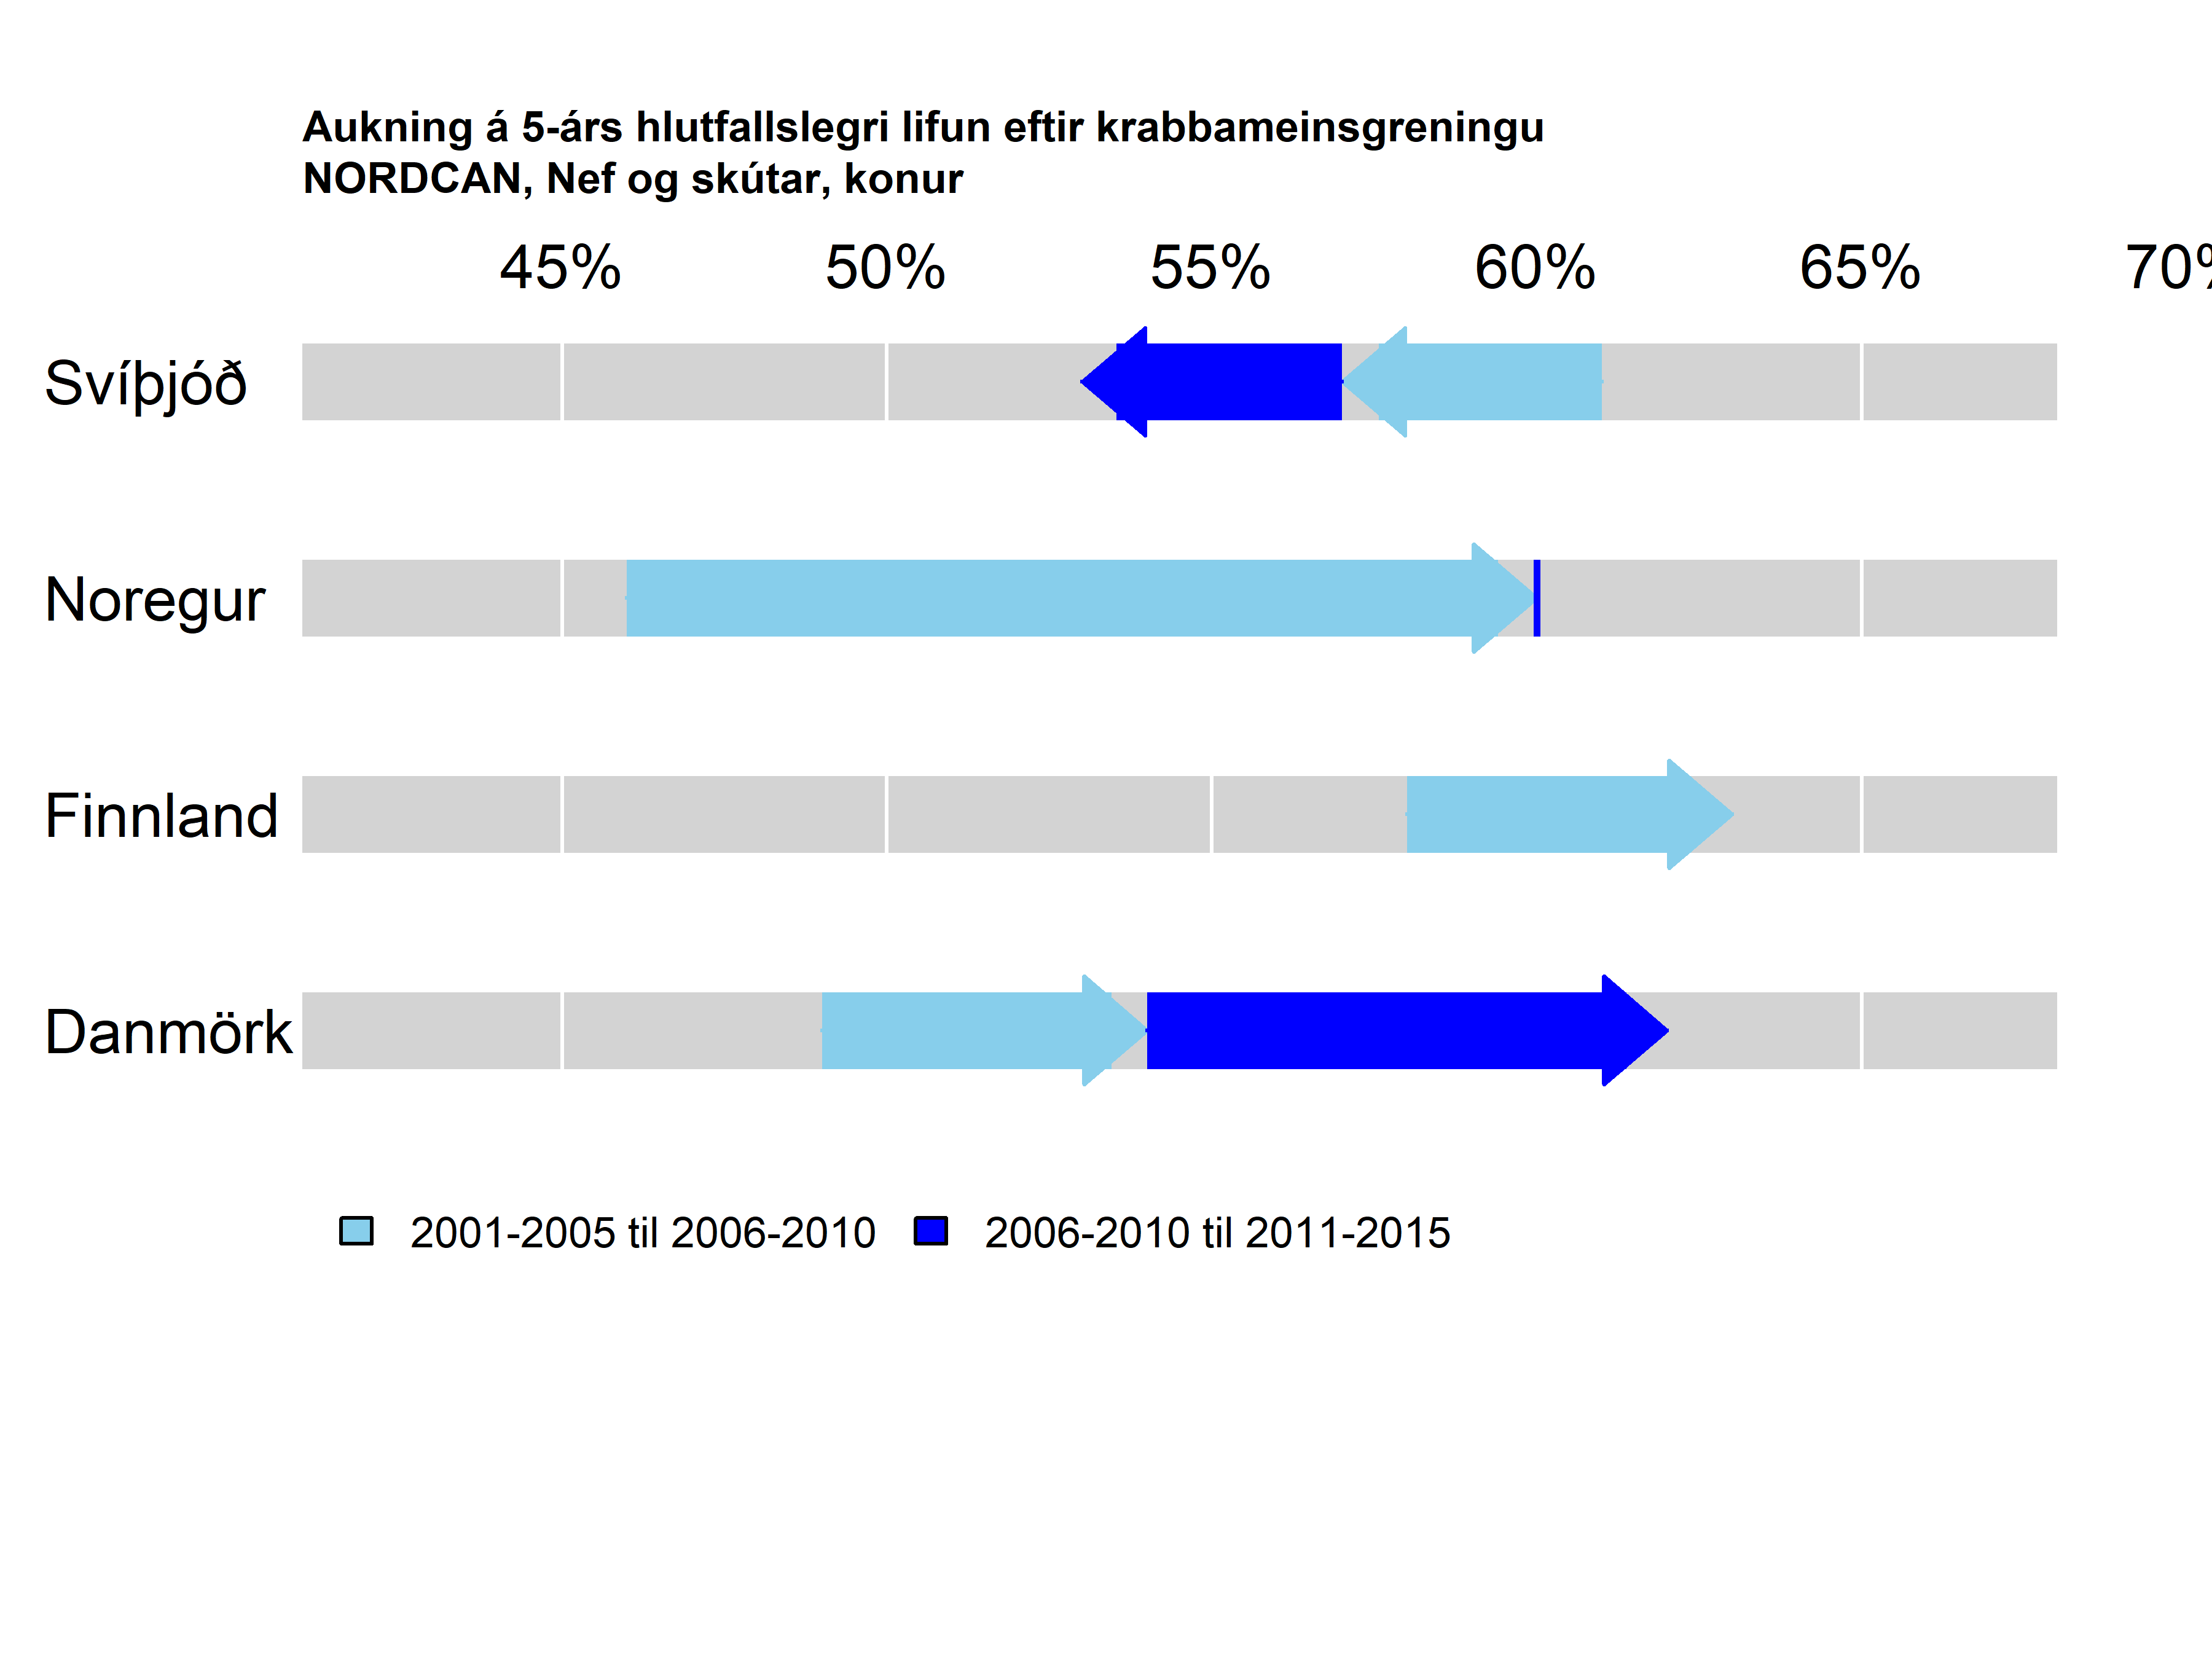 Aukning á 5-árs hlutfallslegri lifun eftir krabbameinsgreningu
NORDCAN, Nef og skútar, konur
45% 50% 55% 60% 65% 70%
Svíþjóð
Noregur
Finnland
Danmörk
2001-2005 til 2006-2010 2006-2010 til 2011-2015